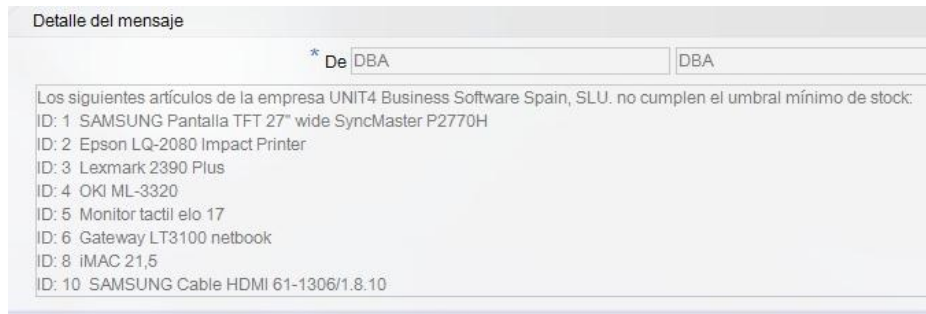 Detalle del mensaje
* De DBA DBA
Los siguientes artículos de la empresa UNIT4 Business Software Spain, SLU. no cumplen el umbral mínimo de stock:
ID: 1 SAMSUNG Pantalla TFT 27" wide SyncMaster P2770H
ID: 2 Epson LQ-2080 Impact Printer
ID: 3 Lexmark 2390 Plus
ID: 4 OKI ML-3320
ID: 5 Monitor tactil elo 17
ID: 6 Gateway LT3100 netbook
ID: 8 iMAC 21,5
ID: 10 SAMSUNG Cable HDMI 61-1306/1.8.10